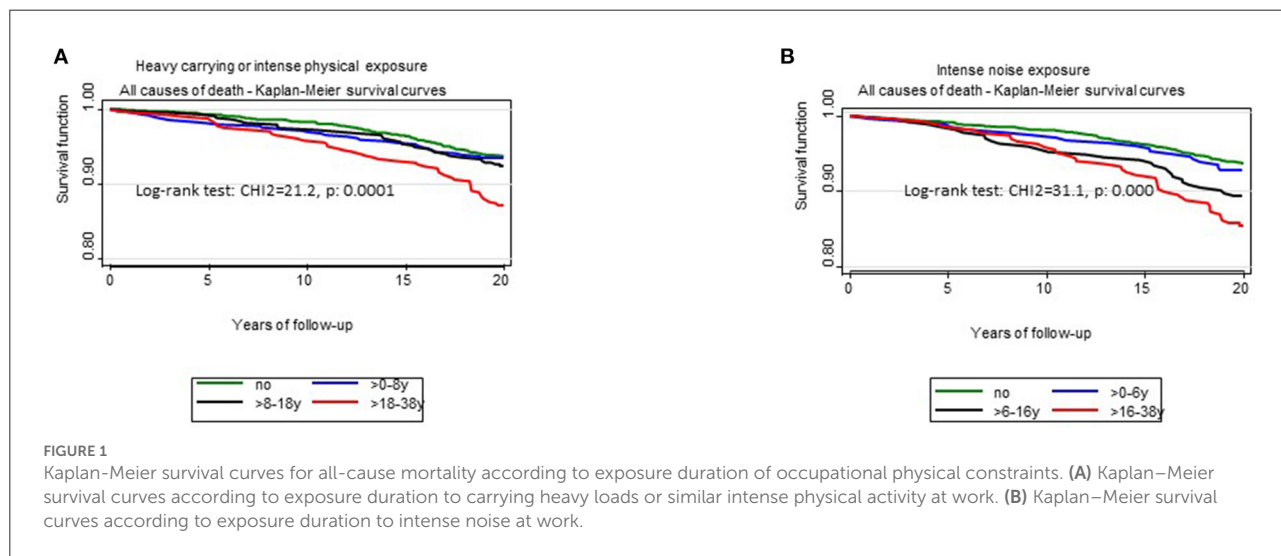 A
Heavy carrying or intense physical exposure
All causes of death - Kaplan-Meier survival curves
Survival function
1.00
0.90
0.80
Log-rank test: CHI2=21.2, p: 0.0001
0 5 10 15 20
Years of follow-up
no >0-8y
>8-18y >18-38y
B
Intense noise exposure
All causes of death - Kaplan-Meier survival curves
Survival function
1.00
0.90
0.80
Log-rank test: CHI2=31.1, p: 0.000
0 5 10 15 20
Years of follow-up
no >0-6y
>6-16y >16-38y
FIGURE 1
Kaplan-Meier survival curves for all-cause mortality according to exposure duration of occupational physical constraints. (A) Kaplan–Meier
survival curves according to exposure duration to carrying heavy loads or similar intense physical activity at work. (B) Kaplan–Meier survival
curves according to exposure duration to intense noise at work.